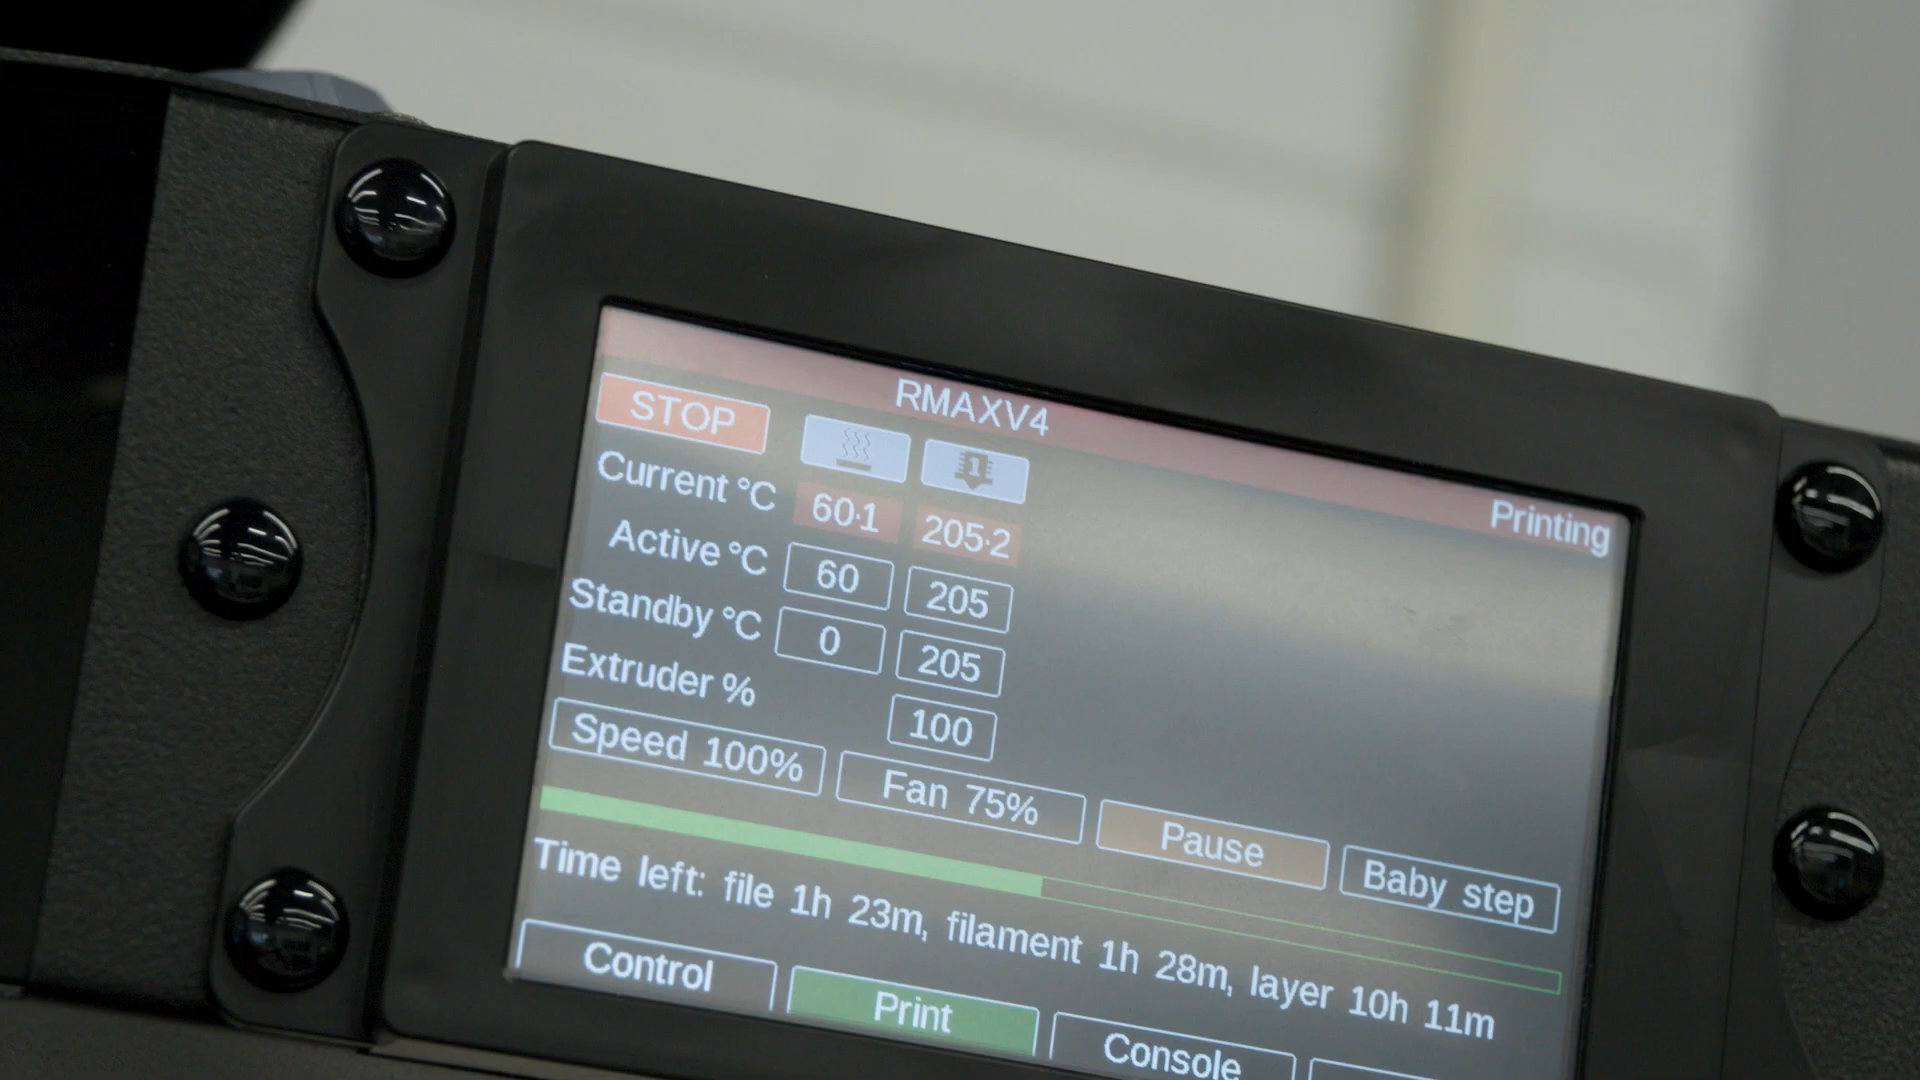 RMAXV4 Printing
STOP
1
Current °C 60.1 205.2
Active °C 60 205
Standby °C 0 205
Extruder % 100
Speed 100% Fan 75% Pause Baby step
Time left: file 1h 23m, filament 1h 28m, layer 10h 11m
Control Print Console